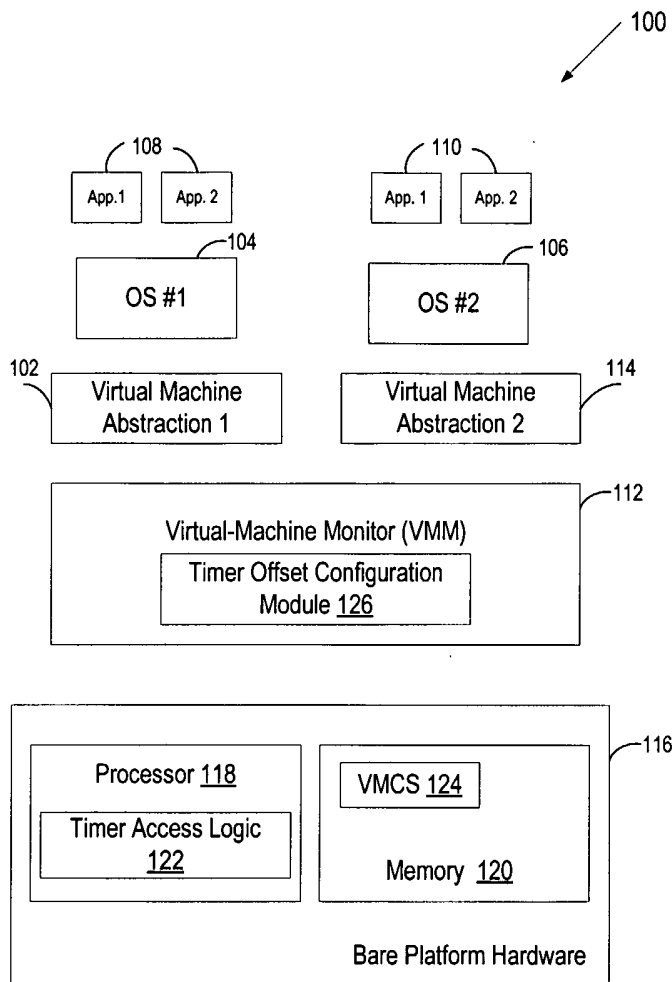 100
108
110
App.1
App. 2
App. 1
App. 2
104
106
OS #1
OS #2
102
Virtual Machine
Abstraction 1
Virtual Machine
Abstraction 2
114
112
Virtual-Machine Monitor (VMM)
Timer Offset Configuration
Module 126
116
Processor 118
Timer Access Logic
122
VMCS 124
Memory 120
Bare Platform Hardware